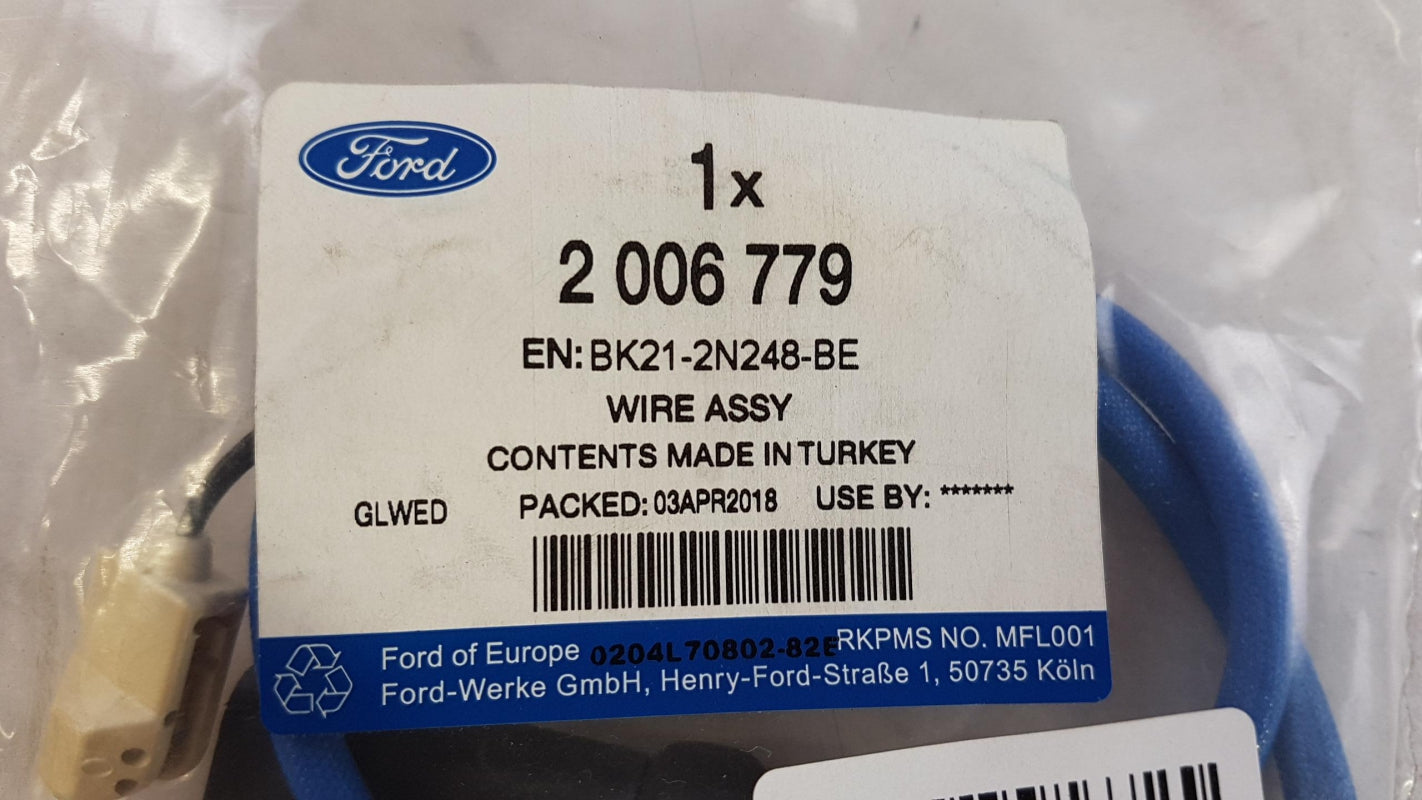 Ford
1x
2 006 779
EN: BK21-2N248-BE
WIRE ASSY
CONTENTS MADE IN TURKEY
GLWED PACKED: 03APR2018 USE BY: *******
Ford of Europe 0204L70802-82E RKPMS NO. MFL001
Ford-Werke GmbH, Henry-Ford-Straße 1, 50735 Köln